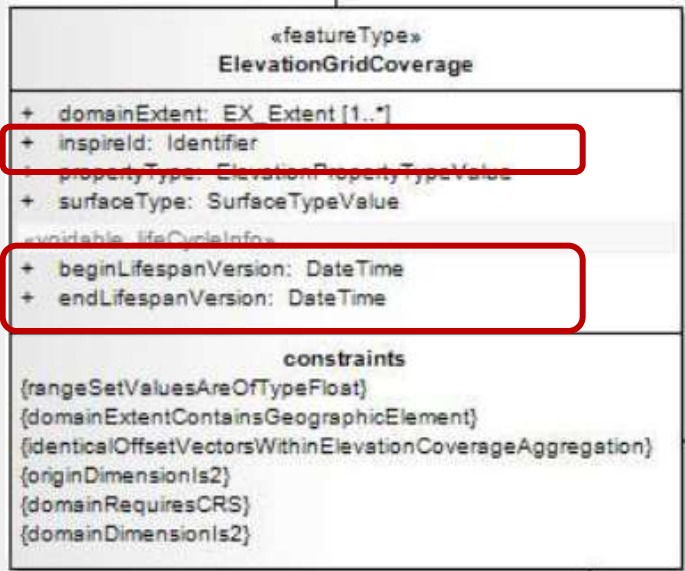 «featureType»
ElevationGridCoverage
+ domainExtent: EX_Extent [1..*]
+ inspireId: Identifier
+ propertyType: ElevationPropertyTypeValue
+ surfaceType: SurfaceTypeValue
«voidable, lifeCycleInfo»
+ beginLifespanVersion: DateTime
+ endLifespanVersion: DateTime
constraints
{rangeSetValuesAreOfTypeFloat}
{domainExtentContainsGeographicElement}
{identicalOffsetVectorsWithinElevationCoverageAggregation}
{originDimensionIs2}
{domainRequiresCRS}
{domainDimensionIs2}